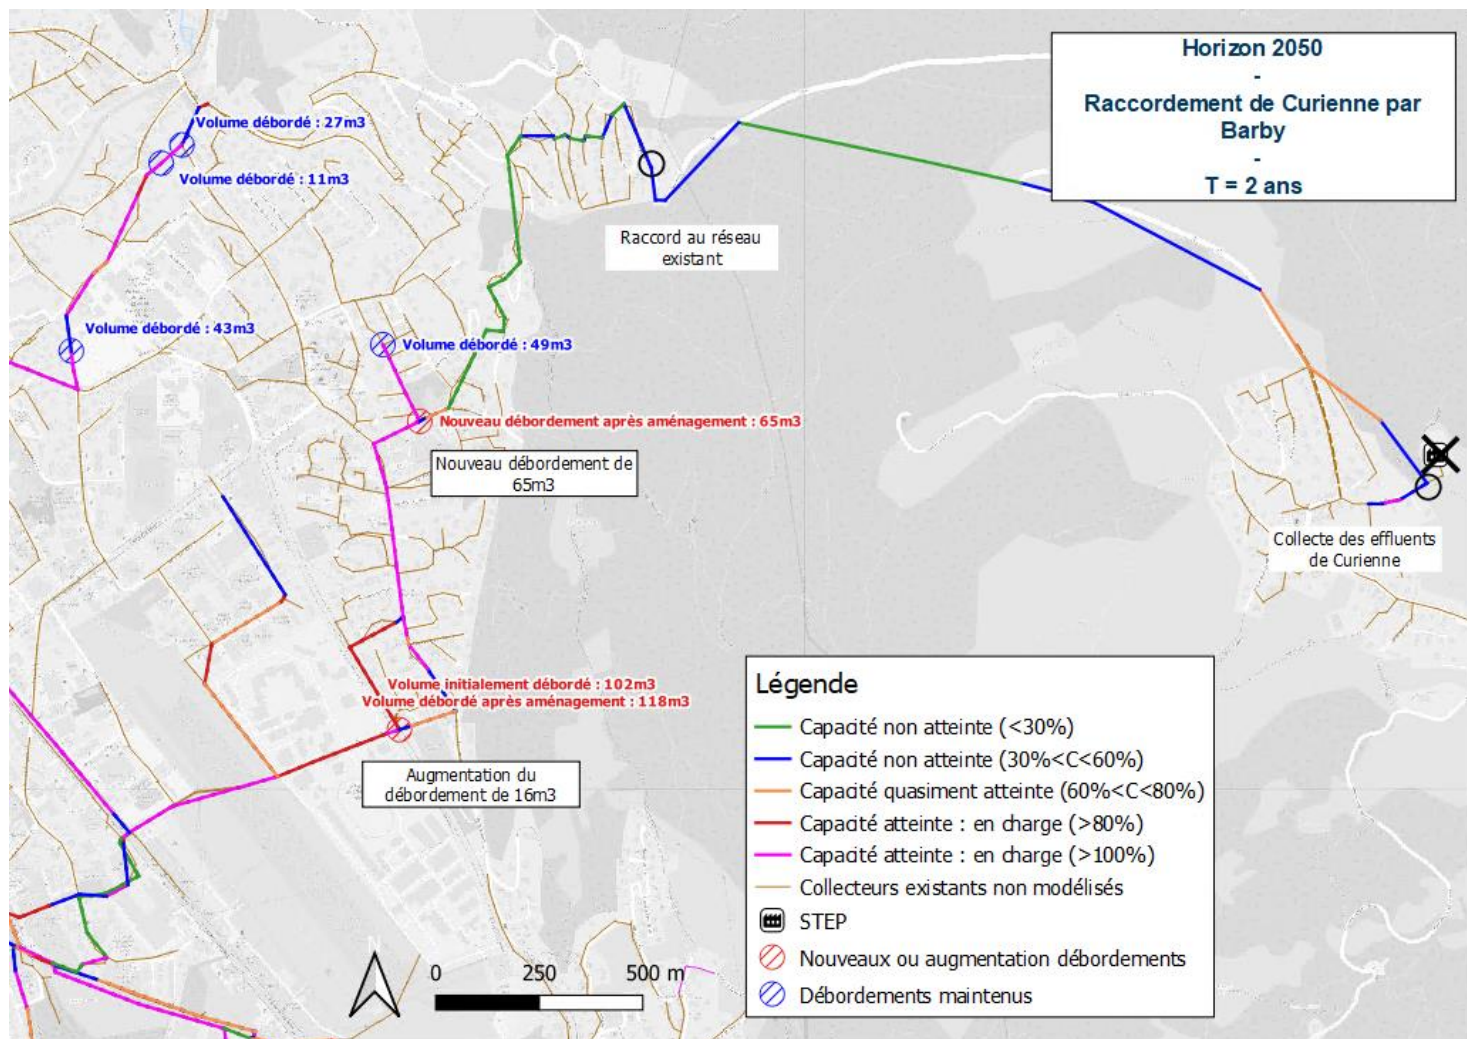 Horizon 2050
-
Raccordement de Curienne par
Barby
-
T = 2 ans
Volume débordé : 27m3
Volume débordé : 11m3
Raccord au réseau
existant
Volume débordé : 43m3
Volume débordé : 49m3
Nouveau débordement après aménagement : 65m3
Nouveau débordement de
65m3
Collecte des effluents
de Curienne
Volume initialement débordé : 102m3
Volume débordé après aménagement : 118m3
Augmentation du
débordement de 16m3
Légende
Capacité non atteinte (<30%)
Capacité non atteinte (30%<C<60%)
Capacité quasiment atteinte (60%<C<80%)
Capacité atteinte : en charge (>80%)
Capacité atteinte : en charge (>100%)
Collecteurs existants non modélisés
STEP
Nouveaux ou augmentation débordements
Débordements maintenus
0 250 500 m